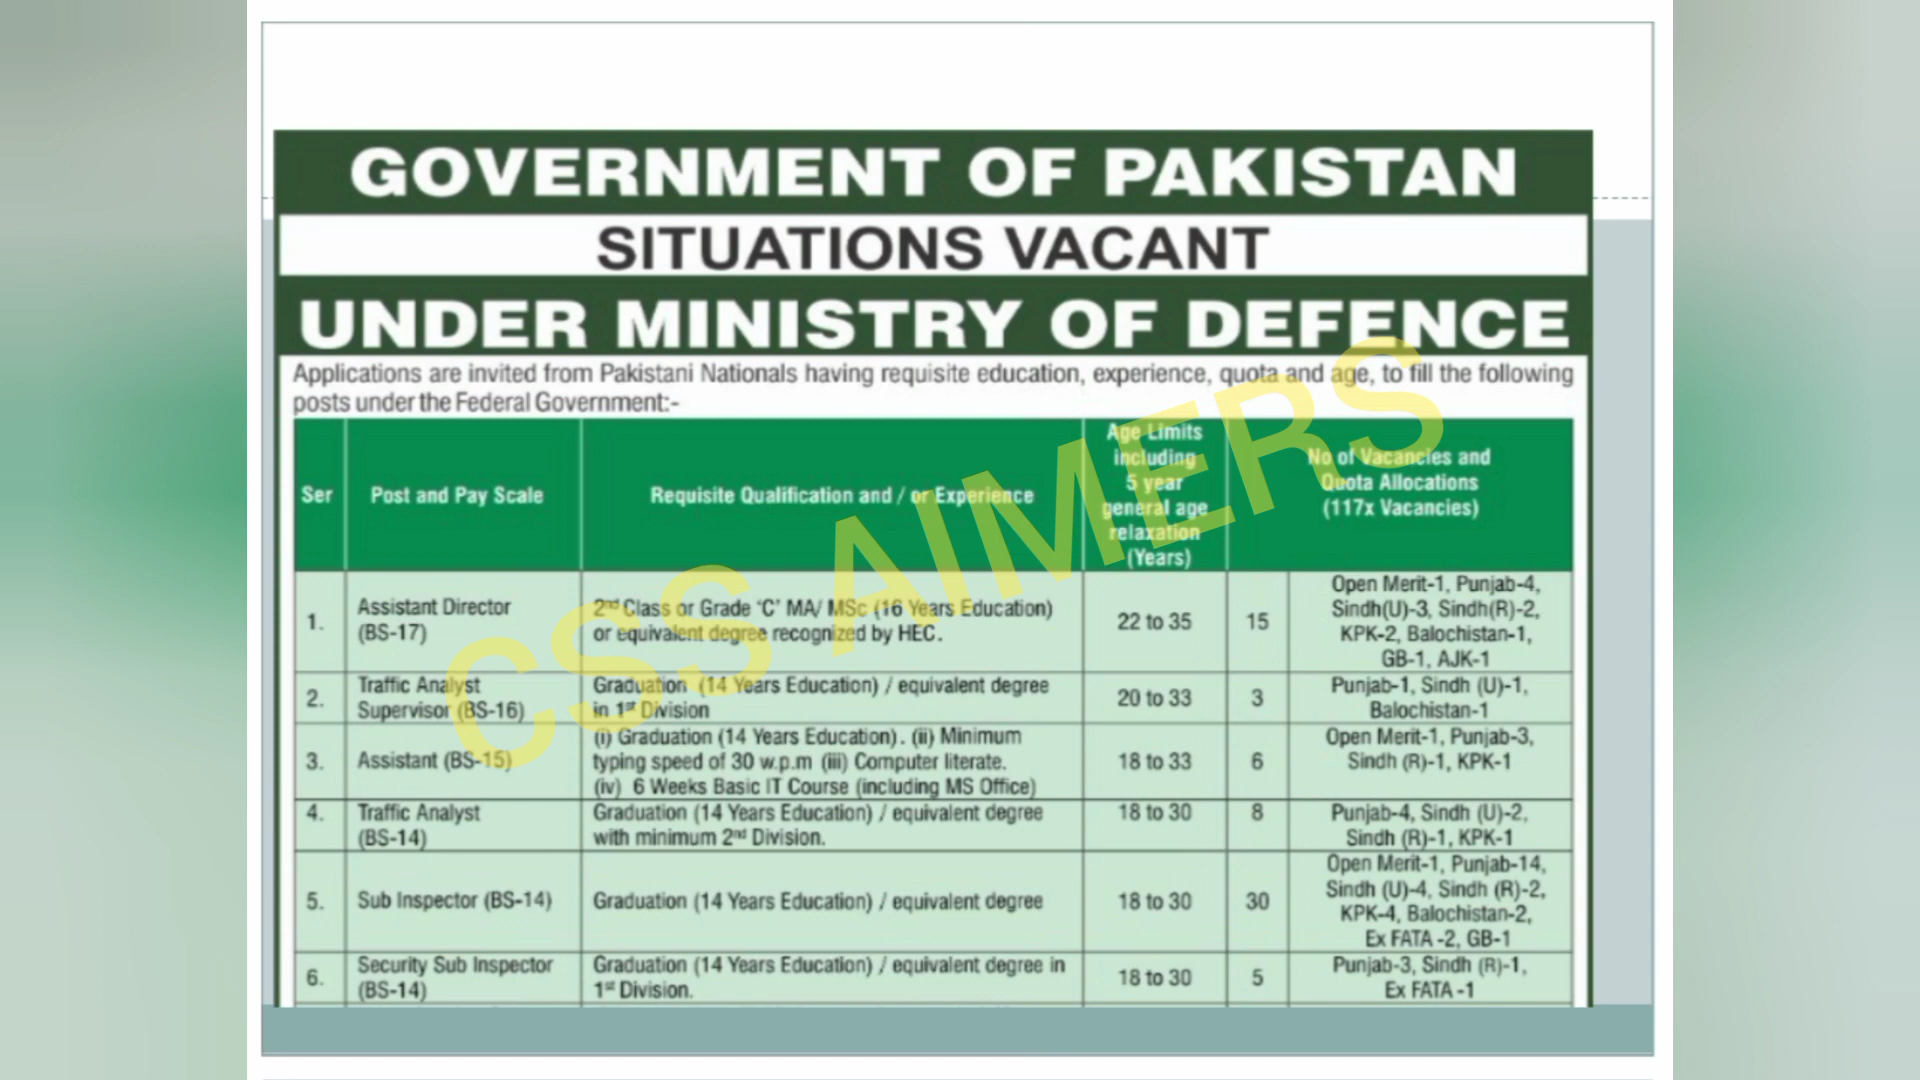 GOVERNMENT OF PAKISTAN
SITUATIONS VACANT
UNDER MINISTRY OF DEFENCE
Applications are invited from Pakistani Nationals having requisite education, experience, quota and age, to fill the following
posts under the Federal Government:-
Ser
Post and Pay Scale
Requisite Qualification and / or Experience
Age Limits
including
5 year
general age
relaxation
(Years)
No of Vacancies and
Quota Allocations
(117x Vacancies)
1.
Assistant Director
(BS-17)
2nd Class or Grade 'C' MA/ MSc (16 Years Education)
or equivalent degree recognized by HEC.
22 to 35
15
Open Merit-1, Punjab-4,
Sindh(U)-3, Sindh(R)-2,
KPK-2, Balochistan-1,
GB-1, AJK-1
2.
Traffic Analyst
Supervisor (BS-16)
Graduation (14 Years Education) / equivalent degree
in 1st Division
20 to 33
3
Punjab-1, Sindh (U)-1,
Balochistan-1
3.
Assistant (BS-15)
(i) Graduation (14 Years Education). (ii) Minimum
typing speed of 30 w.p.m (iii) Computer literate.
(iv) 6 Weeks Basic IT Course (including MS Office)
18 to 33
6
Open Merit-1, Punjab-3,
Sindh (R)-1, KPK-1
4.
Traffic Analyst
(BS-14)
Graduation (14 Years Education) / equivalent degree
with minimum 2nd Division.
18 to 30
8
Punjab-4, Sindh (U)-2,
Sindh (R)-1, KPK-1
5.
Sub Inspector (BS-14)
Graduation (14 Years Education) / equivalent degree
18 to 30
30
Open Merit-1, Punjab-14,
Sindh (U)-4, Sindh (R)-2,
KPK-4, Balochistan-2,
Ex FATA -2, GB-1
6.
Security Sub Inspector
(BS-14)
Graduation (14 Years Education) / equivalent degree in
1st Division.
18 to 30
5
Punjab-3, Sindh (R)-1,
Ex FATA -1
CSS AIMERS